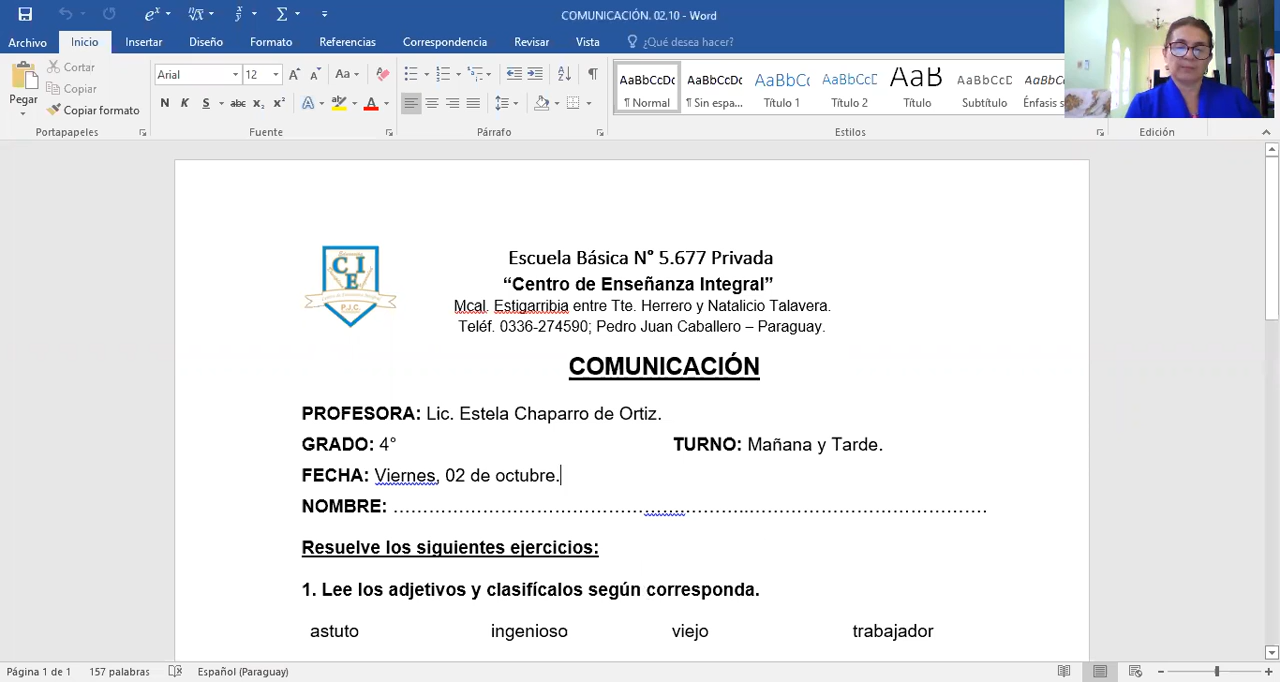 COMUNICACIÓN. 02.10 - Word
Archivo Inicio Insertar Diseño Formato Referencias Correspondencia Revisar Vista ¿Qué desea hacer?
Pegar
Cortar
Copiar
Copiar formato
Arial 12
N K S abc x₂ x²
AaBbCcDc AaBbCcDc AaBbCc AaBbCcD AaB AaBbCcD AaBbCc
¶ Normal ¶ Sin espa... Título 1 Título 2 Título Subtítulo Énfasis s
Portapapeles Fuente Párrafo Estilos Edición
CIE
P.J.C.
Escuela Básica N° 5.677 Privada
“Centro de Enseñanza Integral”
Mcal. Estigarribia entre Tte. Herrero y Natalicio Talavera.
Teléf. 0336-274590; Pedro Juan Caballero – Paraguay.
COMUNICACIÓN
PROFESORA: Lic. Estela Chaparro de Ortiz.
GRADO: 4° TURNO: Mañana y Tarde.
FECHA: Viernes, 02 de octubre.
NOMBRE: ……………………………………………………………………………………
Resuelve los siguientes ejercicios:
1. Lee los adjetivos y clasifícalos según corresponda.
astuto ingenioso viejo trabajador
Página 1 de 1 157 palabras Español (Paraguay)